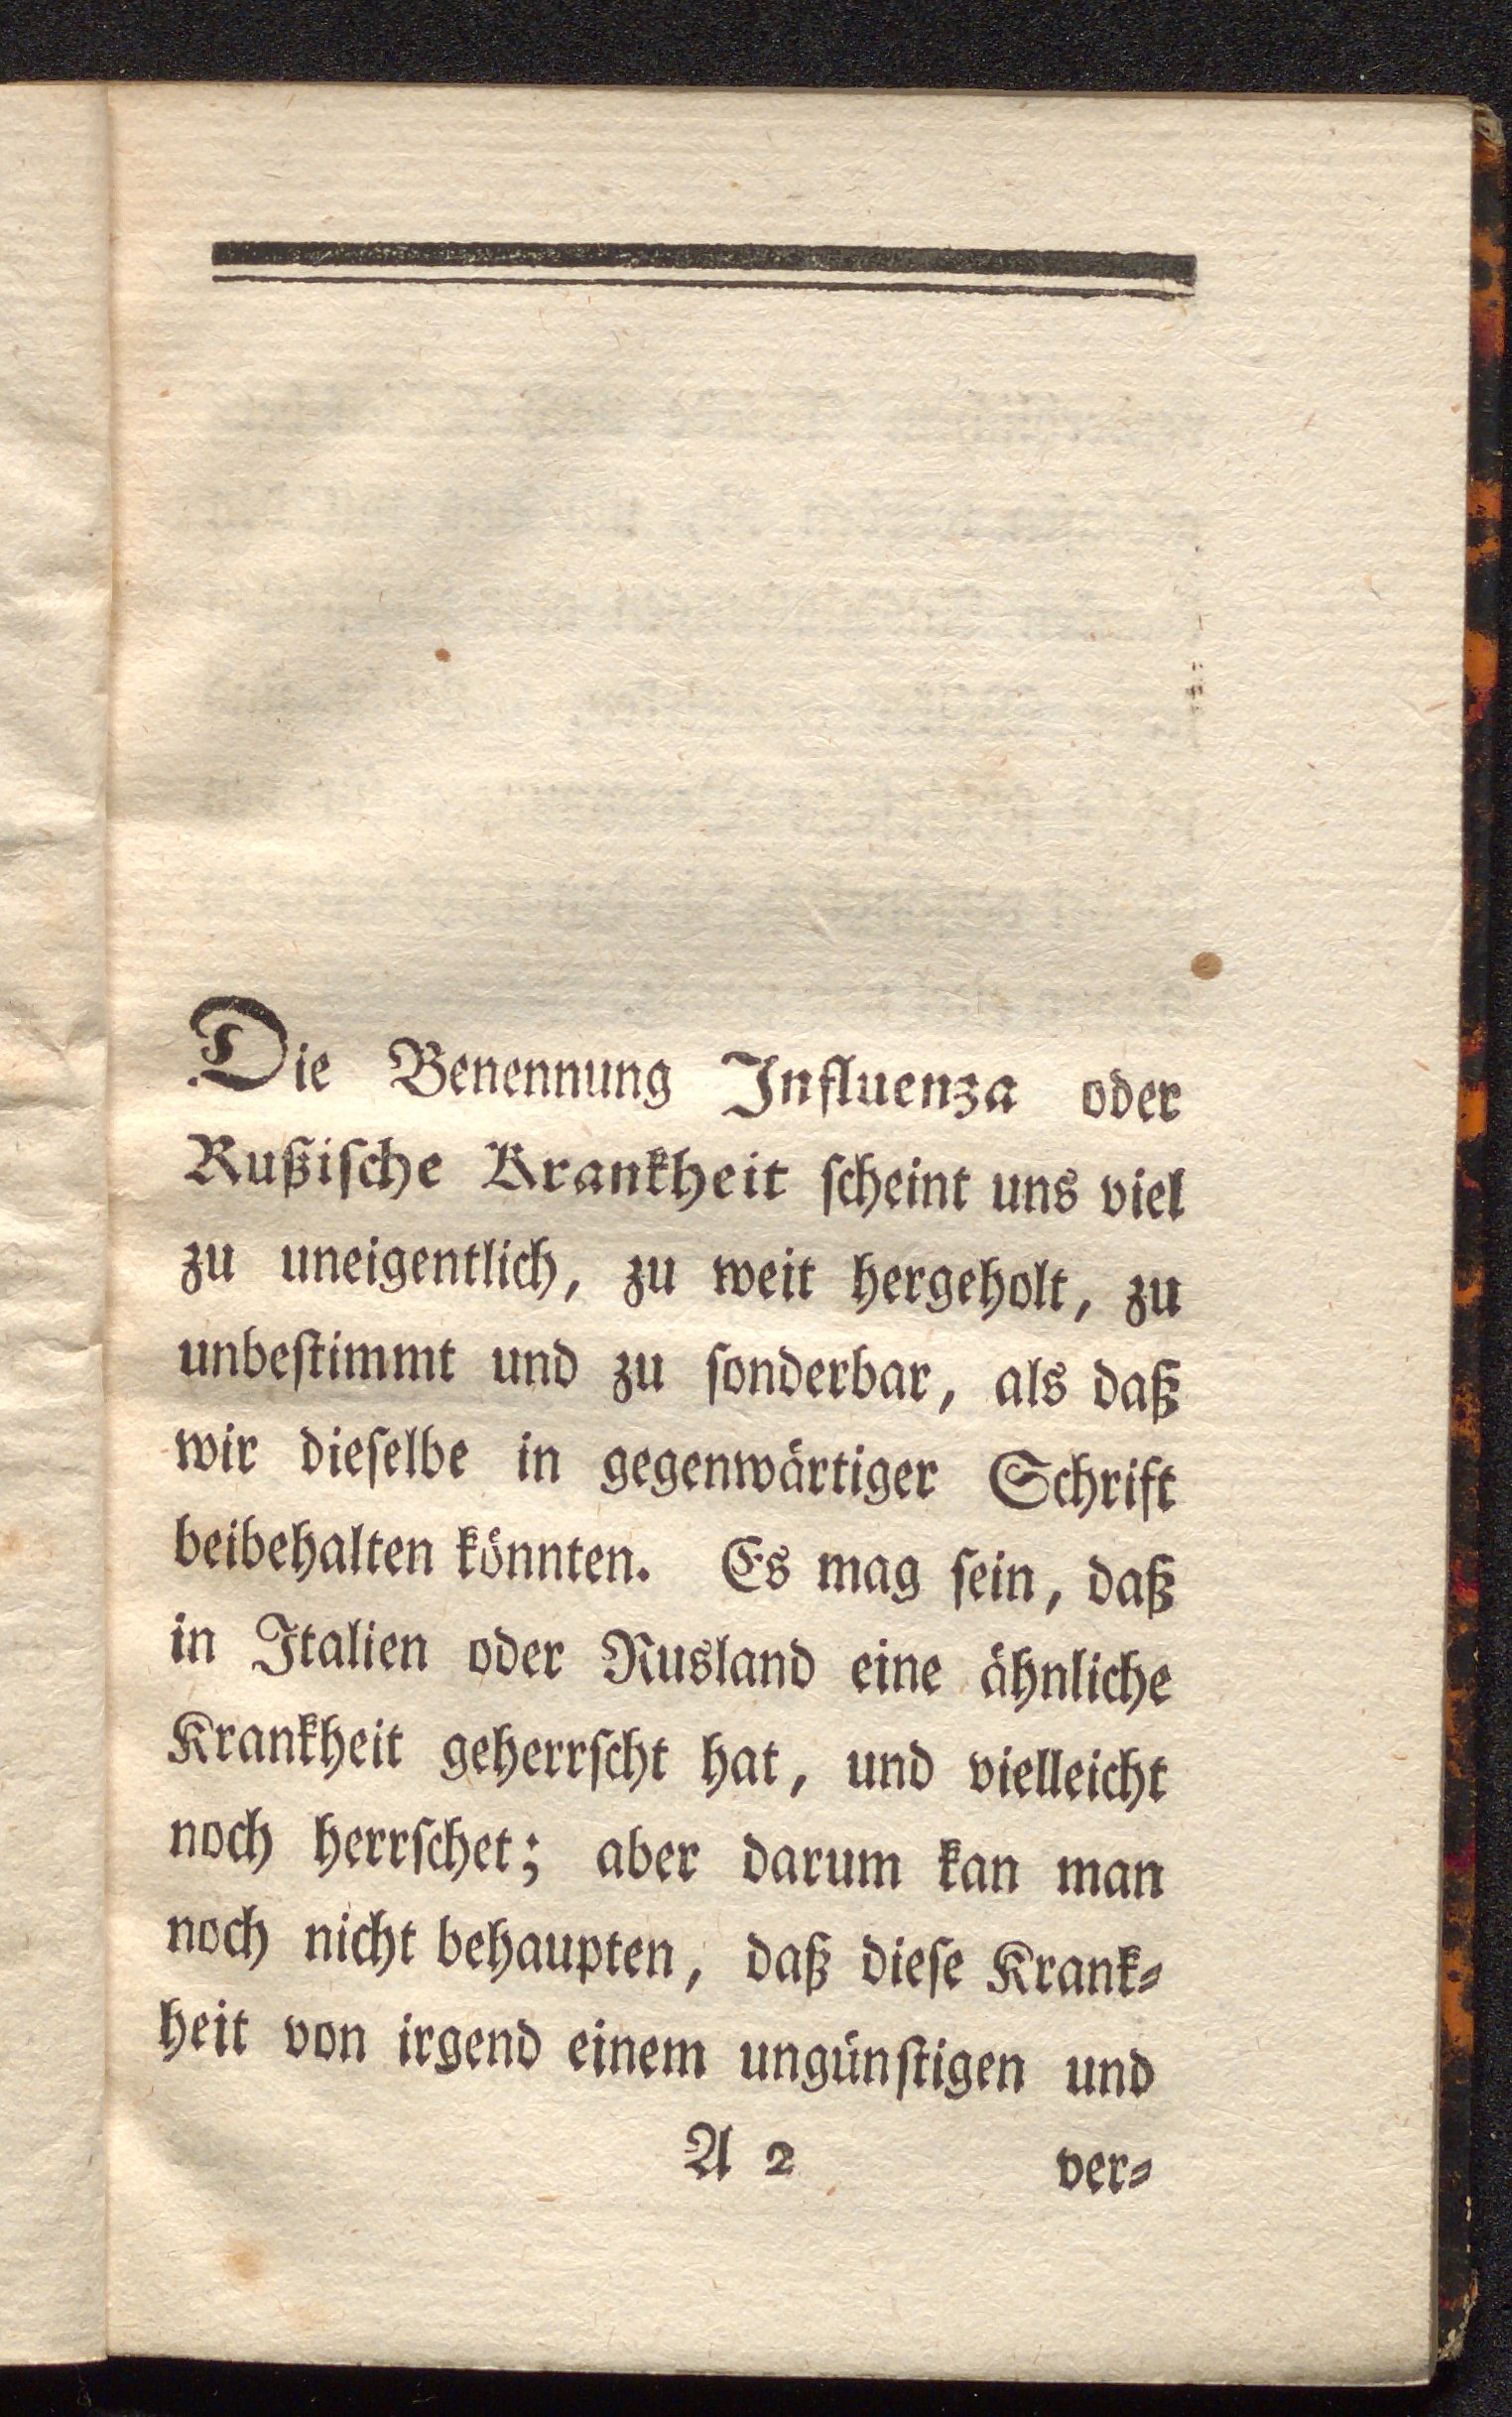 Die Benennung Influenza oder
Rußiſche Krankheit ſcheint uns viel
zu uneigentlich, zu weit hergeholt, zu
unbeſtimmt und zu ſonderbar, als daß
wir dieſelbe in gegenwärtiger Schrift
beibehalten könnten. Es mag ſein, daß
in Italien oder Rusland eine ähnliche
Krankheit geherrſcht hat, und vielleicht
noch herrſchet; aber darum kan man
noch nicht behaupten, daß dieſe Krank⸗
heit von irgend einem ungünſtigen und
A 2 ver⸗